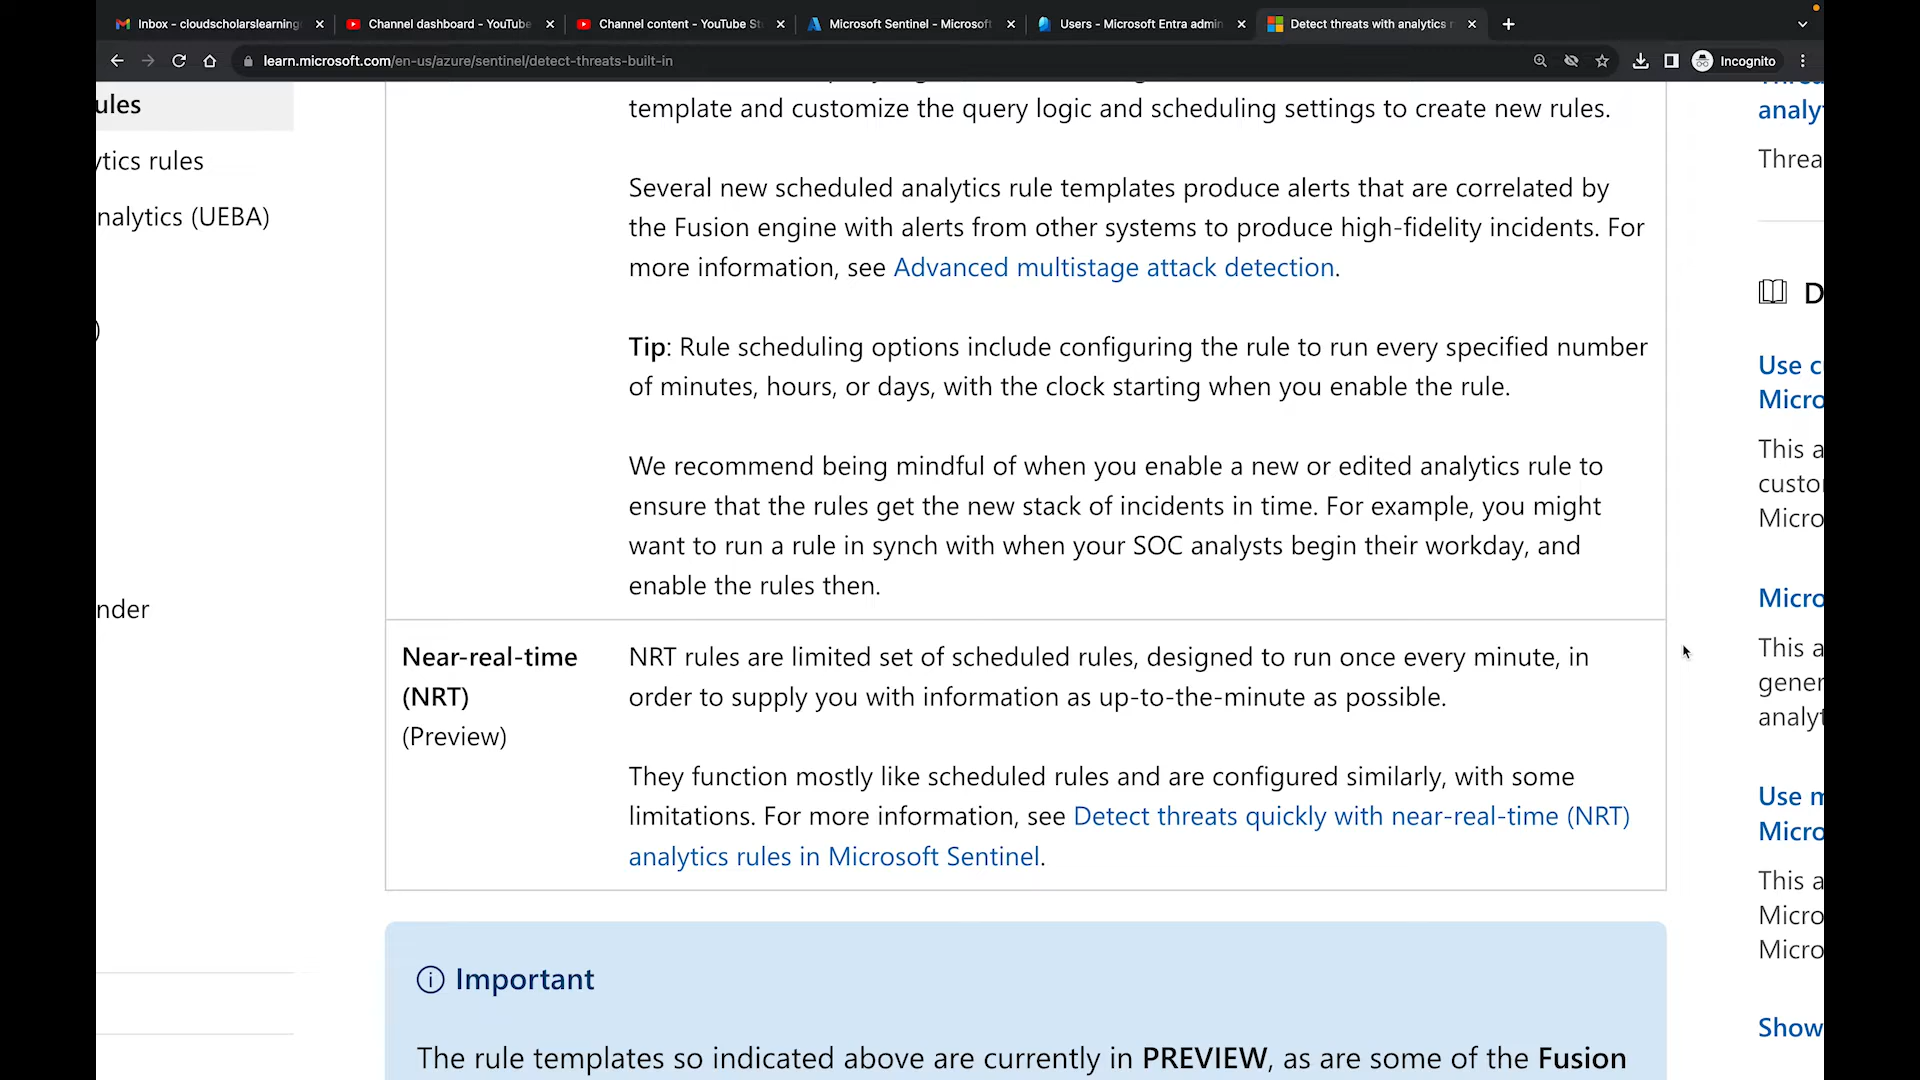 Inbox - cloudscholarslearning
Channel dashboard - YouTube
Channel content - YouTube St
Microsoft Sentinel - Microsoft
Users - Microsoft Entra admin
Detect threats with analytics r
learn.microsoft.com/en-us/azure/sentinel/detect-threats-built-in
Incognito
ules
ytics rules
nalytics (UEBA)
)
nder
template and customize the query logic and scheduling settings to create new rules.
Several new scheduled analytics rule templates produce alerts that are correlated by
the Fusion engine with alerts from other systems to produce high-fidelity incidents. For
more information, see Advanced multistage attack detection.
Tip: Rule scheduling options include configuring the rule to run every specified number
of minutes, hours, or days, with the clock starting when you enable the rule.
We recommend being mindful of when you enable a new or edited analytics rule to
ensure that the rules get the new stack of incidents in time. For example, you might
want to run a rule in synch with when your SOC analysts begin their workday, and
enable the rules then.
Near-real-time
(NRT)
(Preview)
NRT rules are limited set of scheduled rules, designed to run once every minute, in
order to supply you with information as up-to-the-minute as possible.
They function mostly like scheduled rules and are configured similarly, with some
limitations. For more information, see Detect threats quickly with near-real-time (NRT)
analytics rules in Microsoft Sentinel.
Important
The rule templates so indicated above are currently in PREVIEW, as are some of the Fusion
analyt
Threa
D
Use c
Micro
This a
custo
Micro
Micro
This a
gener
analyt
Use m
Micro
This a
Micro
Micro
Show